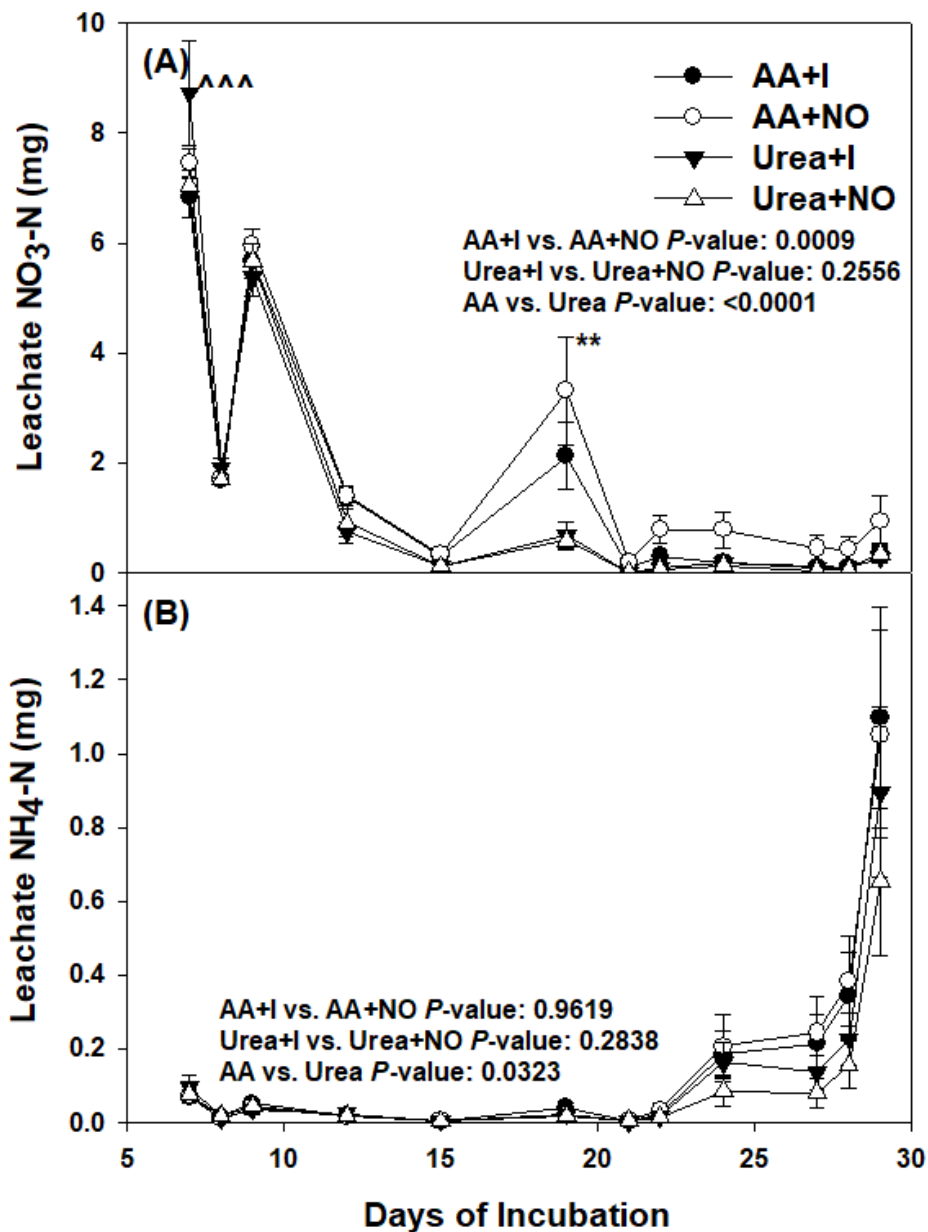 10
(A)
^^^
AA+I
AA+NO
Urea+I
Urea+NO
8
6
4
2
0
Leachate NO3-N (mg)
AA+I vs. AA+NO P-value: 0.0009
Urea+I vs. Urea+NO P-value: 0.2556
AA vs. Urea P-value: <0.0001
**
(B)
1.4
1.2
1.0
0.8
0.6
0.4
0.2
0.0
Leachate NH4-N (mg)
AA+I vs. AA+NO P-value: 0.9619
Urea+I vs. Urea+NO P-value: 0.2838
AA vs. Urea P-value: 0.0323
5 10 15 20 25 30
Days of Incubation